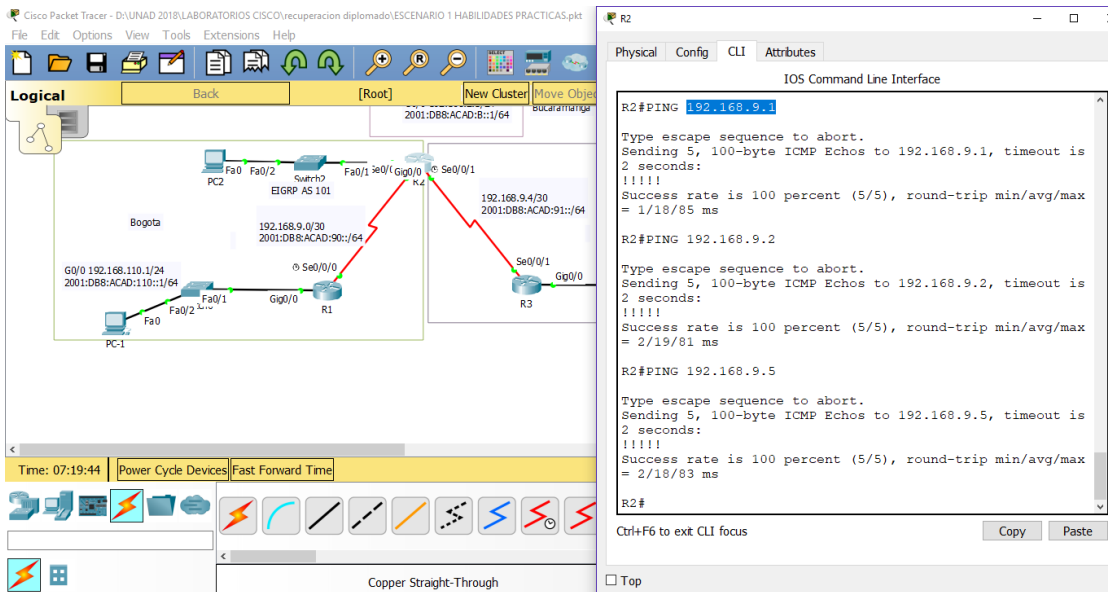 Cisco Packet Tracer - D:\UNAD 2018\LABORATORIOS CISCO\recuperacion diplomado\ESCENARIO 1 HABILIDADES PRACTICAS.pkt
File Edit Options View Tools Extensions Help
Logical
Back
[Root]
New Cluster
Move Objec
2001:DB8:ACAD:B::1/64
Bucaramanga
PC2
Fa0
Fa0/2
Switch2
Fa0/1
Gig0/0
R2
Se0/0/1
EIGRP AS 101
192.168.9.4/30
2001:DB8:ACAD:91::/64
Bogota
192.168.9.0/30
2001:DB8:ACAD:90::/64
G0/0 192.168.110.1/24
2001:DB8:ACAD:110::1/64
Se0/0/0
Se0/0/1
Fa0/1
Gig0/0
Gig0/0
Fa0/2
R1
R3
Fa0
PC-1
Time: 07:19:44
Power Cycle Devices
Fast Forward Time
Copper Straight-Through
R2
Physical
Config
CLI
Attributes
IOS Command Line Interface
R2#PING 192.168.9.1
Type escape sequence to abort.
Sending 5, 100-byte ICMP Echos to 192.168.9.1, timeout is
2 seconds:
!!!!!
Success rate is 100 percent (5/5), round-trip min/avg/max
= 1/18/85 ms
R2#PING 192.168.9.2
Type escape sequence to abort.
Sending 5, 100-byte ICMP Echos to 192.168.9.2, timeout is
2 seconds:
!!!!!
Success rate is 100 percent (5/5), round-trip min/avg/max
= 2/19/81 ms
R2#PING 192.168.9.5
Type escape sequence to abort.
Sending 5, 100-byte ICMP Echos to 192.168.9.5, timeout is
2 seconds:
!!!!!
Success rate is 100 percent (5/5), round-trip min/avg/max
= 2/18/83 ms
R2#
Ctrl+F6 to exit CLI focus
Copy
Paste
Top